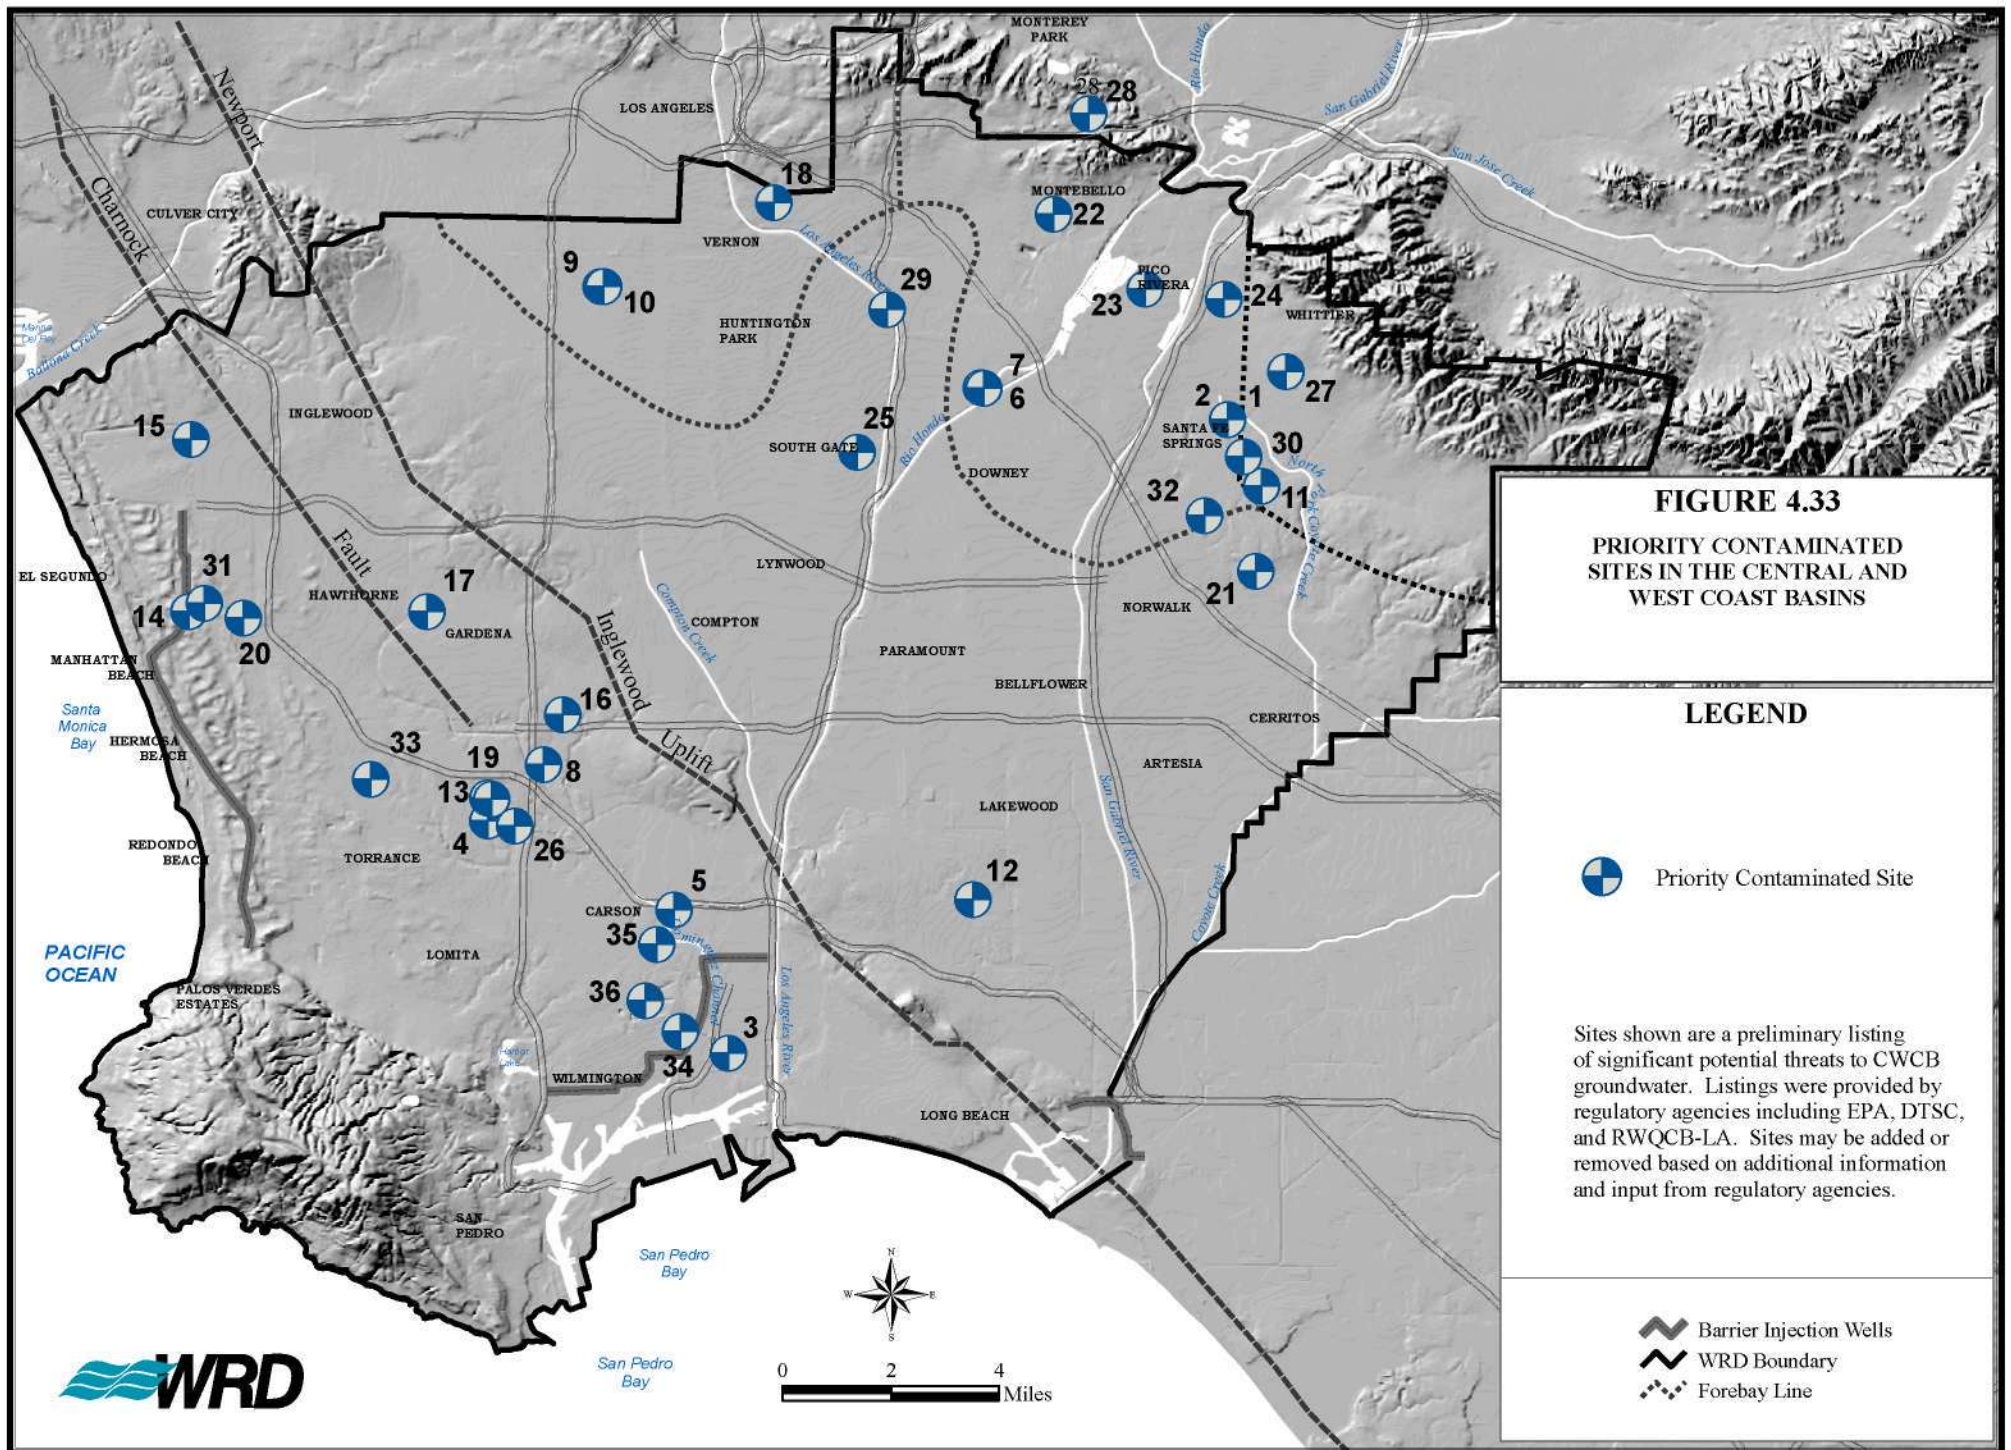 MONTEREY
PARK
Rio Hondo
San Gabriel River
Newport
LOS ANGELES
28
28
San Jose Creek
18
Charnock
CULVER CITY
MONTEBELLO
22
VERNON
Los Angeles River
9
10
29
PICO
RIVERA
23
24
WHITTIER
HUNTINGTON
PARK
Marina
Del Rey
Ballona Creek
7
6
27
15
INGLEWOOD
25
SOUTH GATE
Rio Hondo
2
1
SANTA FE
SPRINGS
30
North Fork Coyote Creek
DOWNEY
32
11
FIGURE 4.33
PRIORITY CONTAMINATED
SITES IN THE CENTRAL AND
WEST COAST BASINS
Fault
LYNWOOD
EL SEGUNDO
31
HAWTHORNE
17
14
20
GARDENA
Inglewood
Compton Creek
COMPTON
21
NORWALK
MANHATTAN
BEACH
PARAMOUNT
BELLFLOWER
Santa
Monica
Bay
HERMOSA
BEACH
16
CERRITOS
LEGEND
33
19
8
Uplift
13
ARTESIA
San Gabriel River
LAKEWOOD
4
26
REDONDO
BEACH
TORRANCE
12
Priority Contaminated Site
5
CARSON
35
Coyote Creek
Dominguez Channel
PACIFIC
OCEAN
LOMITA
PALOS VERDES
ESTATES
36
Los Angeles River
3
Harbor
Lake
34
WILMINGTON
LONG BEACH
Sites shown are a preliminary listing
of significant potential threats to CWCB
groundwater. Listings were provided by
regulatory agencies including EPA, DTSC,
and RWQCB-LA. Sites may be added or
removed based on additional information
and input from regulatory agencies.
SAN
PEDRO
San Pedro
Bay
N
W
E
S
Barrier Injection Wells
WRD Boundary
Forebay Line
San Pedro
Bay
WRD
0
2
4
Miles